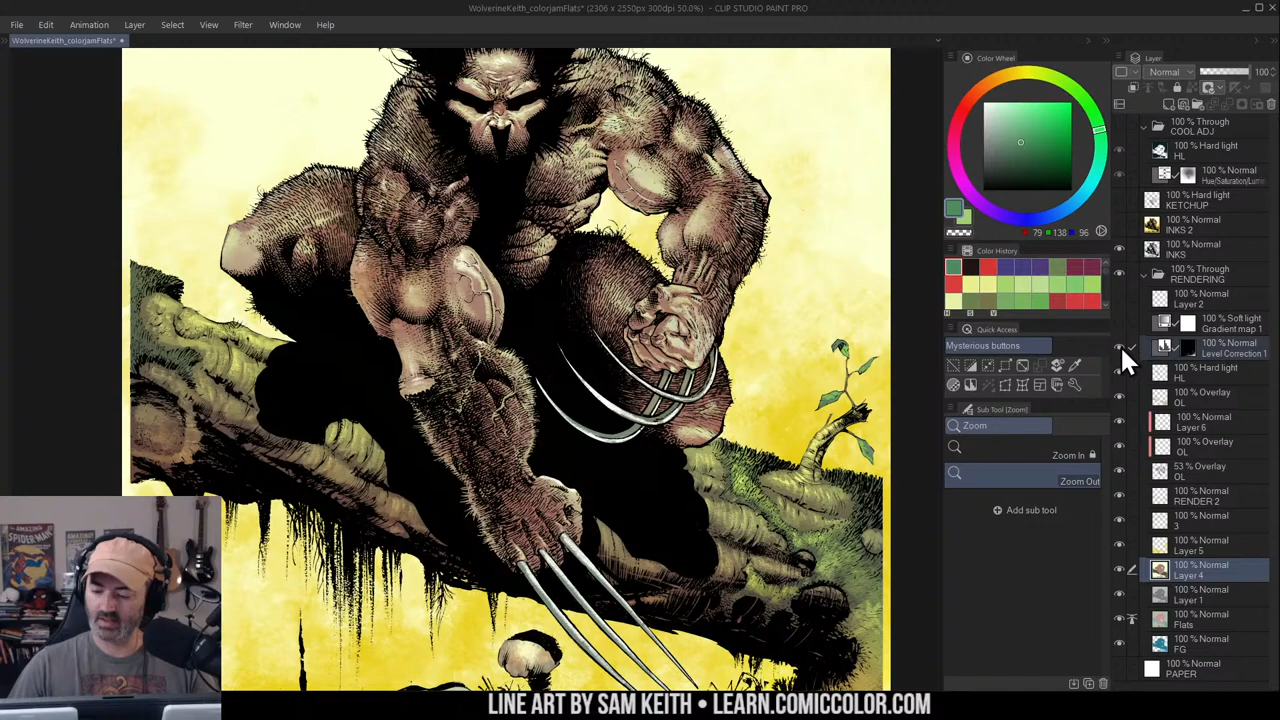 WolverineKeith_colorjamFlats* (2306 x 2550px 300dpi 50.0%) - CLIP STUDIO PAINT PRO
File Edit Animation Layer Select View Filter Window Help
WolverineKeith_colorjamFlats*
Color Wheel
79 138 96
Color History
H S V
Quick Access
Mysterious buttons
Sub Tool [Zoom]
Zoom
Zoom In
Zoom Out
Add sub tool
Layer
Normal 100
100 % Through
COOL ADJ
100 % Hard light
HL
100 % Normal
Hue/Saturation/Lumin
100 % Hard light
KETCHUP
100 % Normal
INKS 2
100 % Normal
INKS
100 % Through
RENDERING
100 % Normal
Layer 2
100 % Soft light
Gradient map 1
100 % Normal
Level Correction 1
100 % Hard light
HL
100 % Overlay
OL
100 % Normal
Layer 6
100 % Overlay
OL
53 % Overlay
OL
100 % Normal
RENDER 2
100 % Normal
3
100 % Normal
Layer 5
100 % Normal
Layer 4
100 % Normal
Layer 1
100 % Normal
Flats
100 % Normal
FG
100 % Normal
PAPER
SPIDER-MAN
LINE ART BY SAM KEITH • LEARN.COMICCOLOR.COM